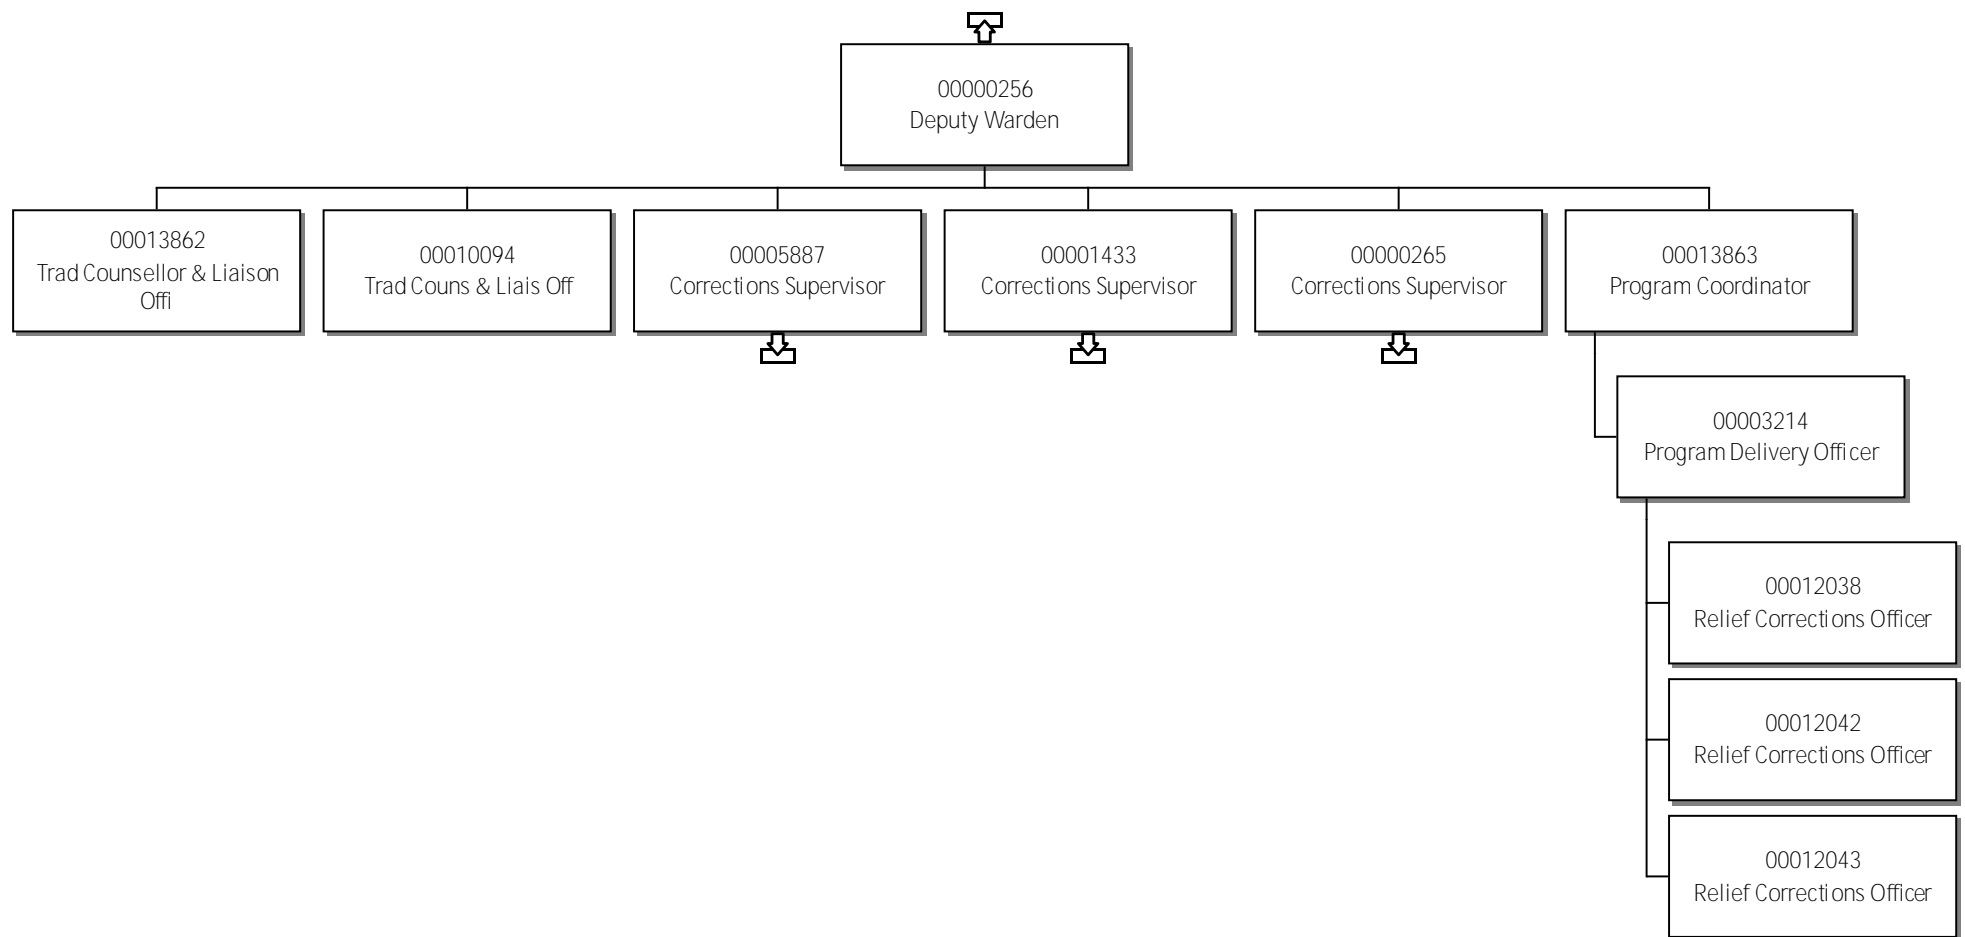 00000256
Deputy Warden
00013862
Trad Counsellor & Liaison
Offi
00010094
Trad Couns & Liais Off
00005887
Corrections Supervisor
00001433
Corrections Supervisor
00000265
Corrections Supervisor
00013863
Program Coordinator
00003214
Program Delivery Officer
00012038
Relief Corrections Officer
00012042
Relief Corrections Officer
00012043
Relief Corrections Officer